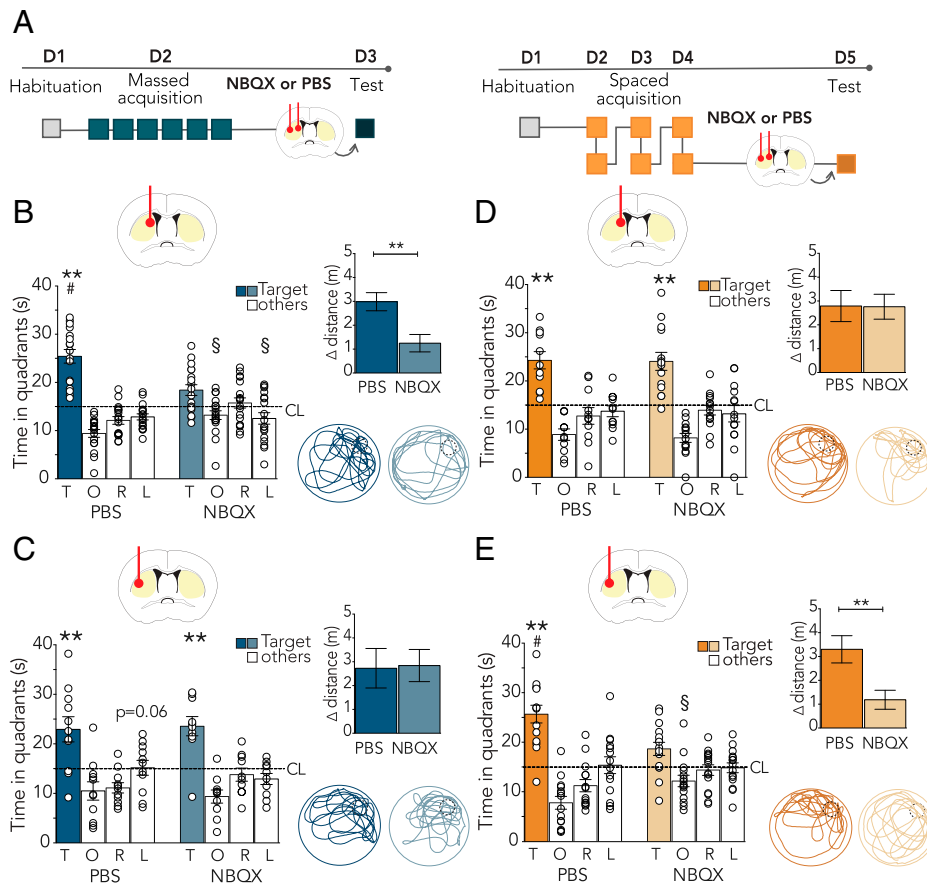 A
D1 D2 D3
Habituation Massed acquisition NBQX or PBS Test
D1 D2 D3 D4 D5
Habituation Spaced acquisition Test
NBQX or PBS
B
Time in quadrants (s)
40
30
20
10
0
**
#
Target
others
§ §
CL
T O R L T O R L
PBS NBQX
Δ distance (m)
5
4
3
2
1
0
**
PBS NBQX
D
Time in quadrants (s)
40
30
20
10
0
** **
Target
others
CL
T O R L T O R L
PBS NBQX
Δ distance (m)
5
4
3
2
1
0
PBS NBQX
C
Time in quadrants (s)
40
30
20
10
0
** **
p=0.06
Target
others
CL
T O R L T O R L
PBS NBQX
Δ distance (m)
5
4
3
2
1
0
PBS NBQX
E
Time in quadrants (s)
40
30
20
10
0
**
#
§
Target
others
CL
T O R L T O R L
PBS NBQX
Δ distance (m)
5
4
3
2
1
0
**
PBS NBQX